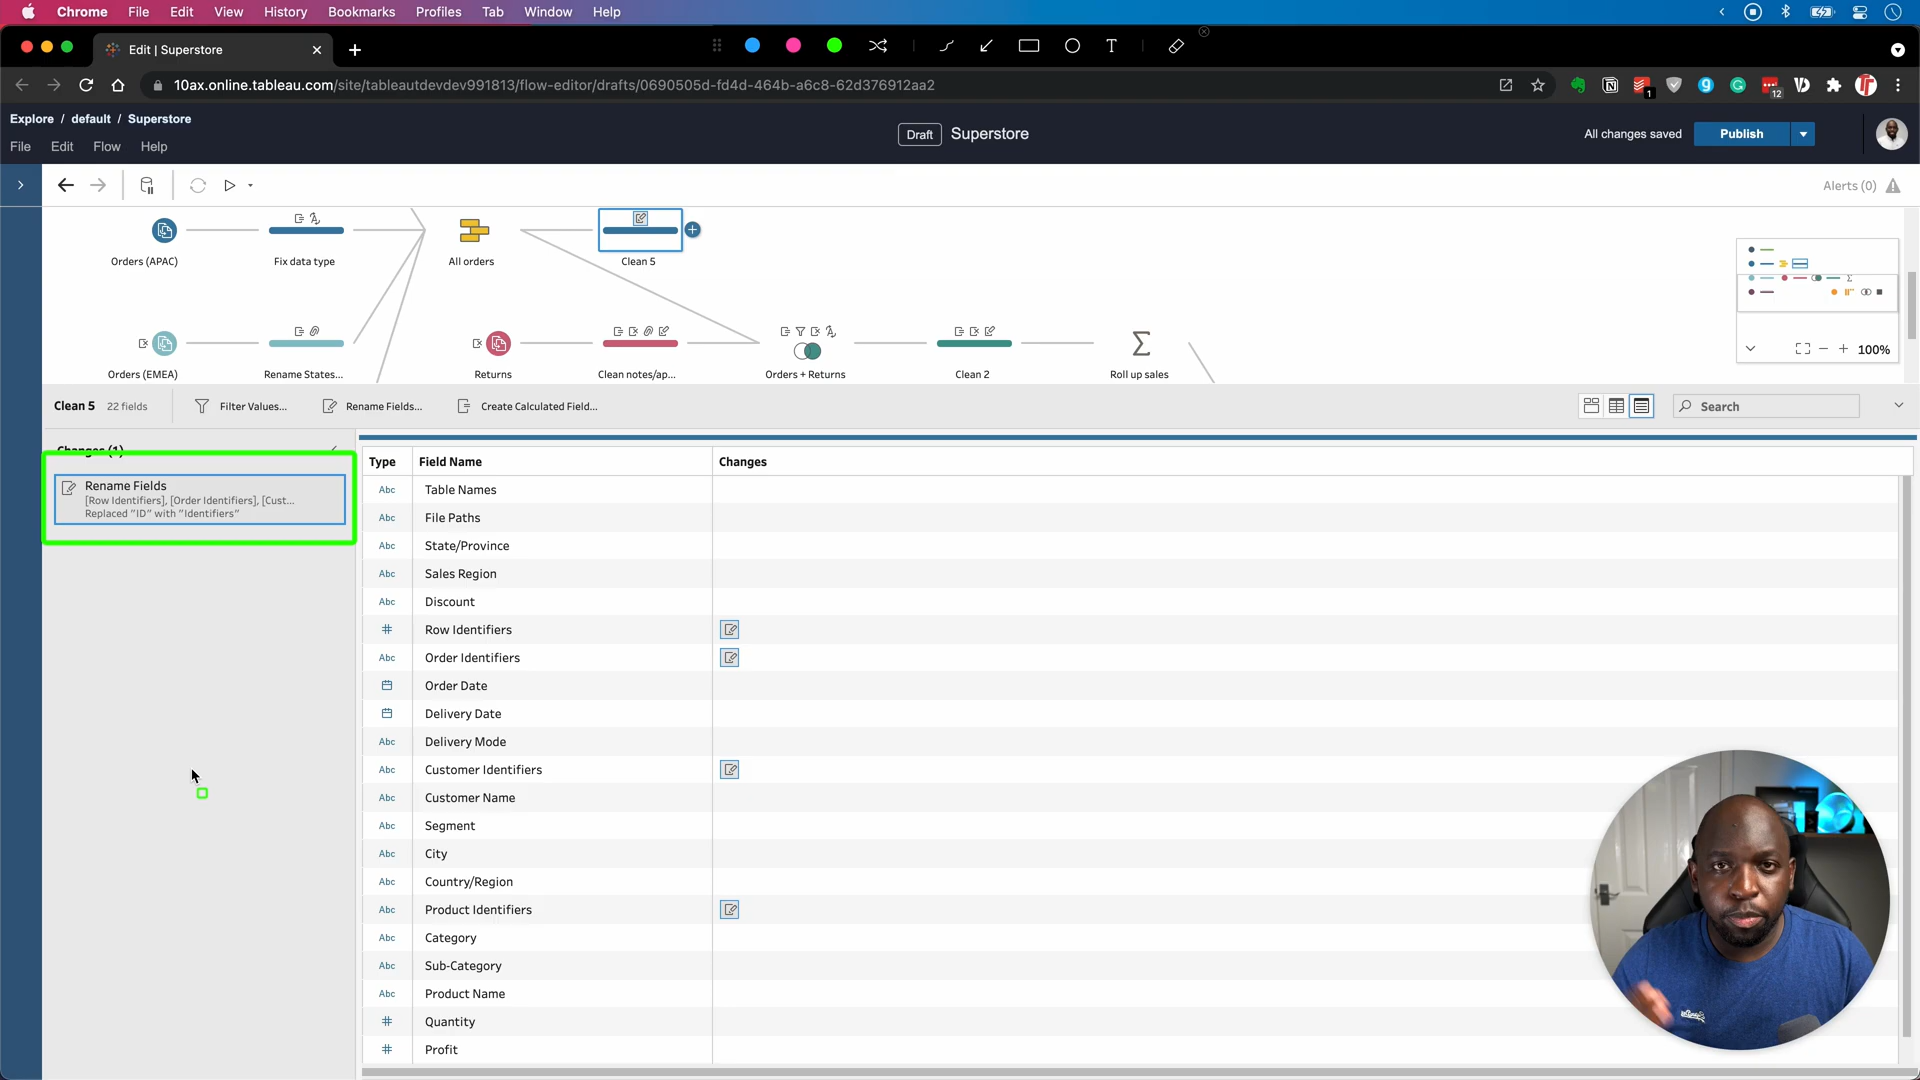 Chrome File Edit View History Bookmarks Profiles Tab Window Help
Edit | Superstore
T
10ax.online.tableau.com/site/tableautdevdev991813/flow-editor/drafts/0690505d-fd4d-464b-a6c8-62d376912aa2
1
12
Explore / default / Superstore
Draft Superstore
All changes saved Publish
File Edit Flow Help
Alerts (0)
Orders (APAC) Fix data type All orders Clean 5
Orders (EMEA) Rename States... Returns Clean notes/ap... Orders + Returns Clean 2 Roll up sales
100%
Clean 5 22 fields Filter Values... Rename Fields... Create Calculated Field... Search
Changes (1)
Rename Fields
[Row Identifiers], [Order Identifiers], [Cust...
Replaced "ID" with "Identifiers"
Type Field Name Changes
Abc Table Names
Abc File Paths
Abc State/Province
Abc Sales Region
Abc Discount
# Row Identifiers
Abc Order Identifiers
Order Date
Delivery Date
Abc Delivery Mode
Abc Customer Identifiers
Abc Customer Name
Abc Segment
Abc City
Abc Country/Region
Abc Product Identifiers
Abc Category
Abc Sub-Category
Abc Product Name
# Quantity
# Profit